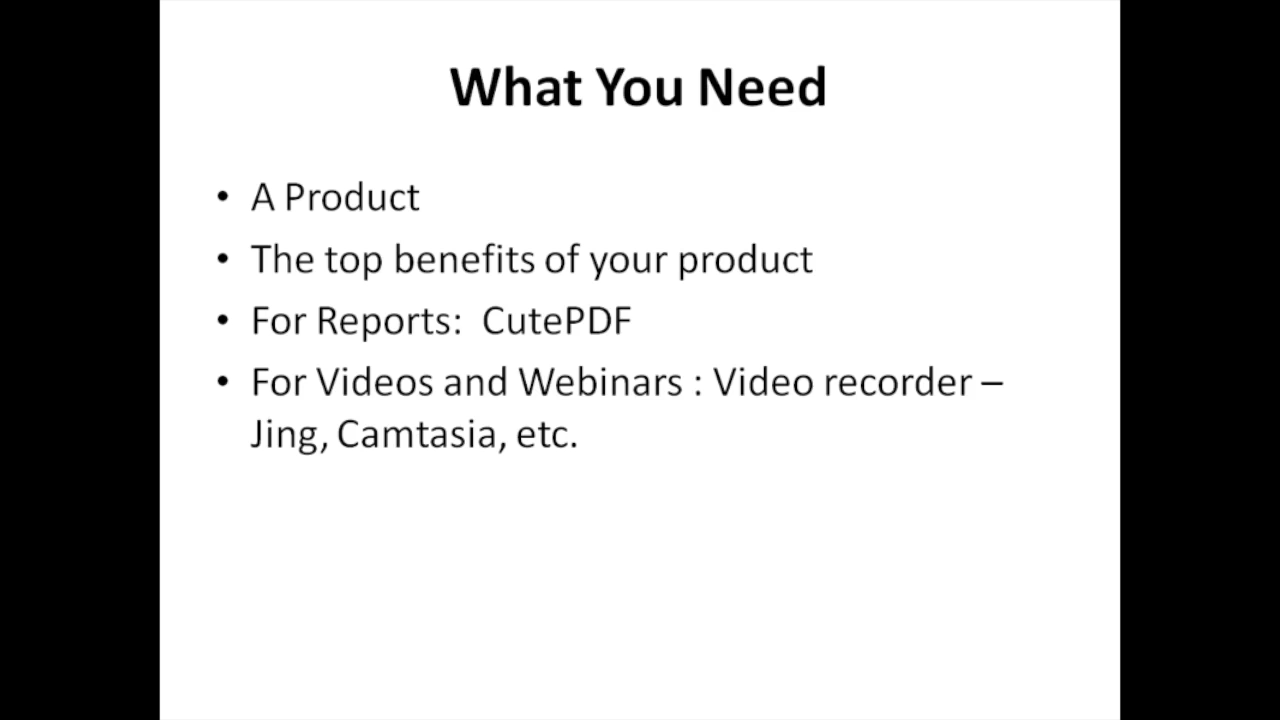 What You Need
• A Product
• The top benefits of your product
• For Reports:  CutePDF
• For Videos and Webinars : Video recorder –
Jing, Camtasia, etc.